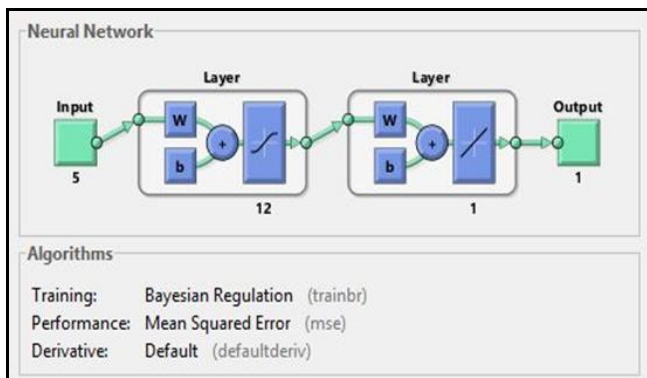 Neural Network
Layer Layer
Input Output
W W
+ +
b b
5 1
12 1
Algorithms
Training: Bayesian Regulation (trainbr)
Performance: Mean Squared Error (mse)
Derivative: Default (defaultderiv)